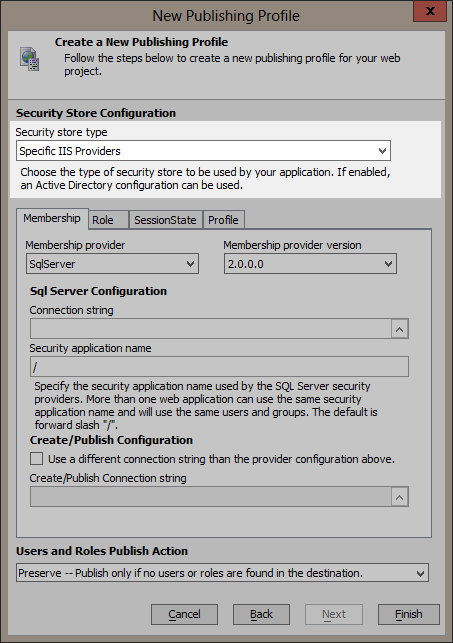 New Publishing Profile
x
Create a New Publishing Profile
Follow the steps below to create a new publishing profile for your web
project.
Security Store Configuration
Security store type
Specific IIS Providers
Choose the type of security store to be used by your application. If enabled,
an Active Directory configuration can be used.
Membership Role SessionState Profile
Membership provider Membership provider version
SqlServer 2.0.0.0
Sql Server Configuration
Connection string
Security application name
/
Specify the security application name used by the SQL Server security
providers. More than one web application can use the same security
application name and will use the same users and groups. The default is
forward slash "/".
Create/Publish Configuration
Use a different connection string than the provider configuration above.
Create/Publish Connection string
Users and Roles Publish Action
Preserve -- Publish only if no users or roles are found in the destination.
Cancel Back Next Finish